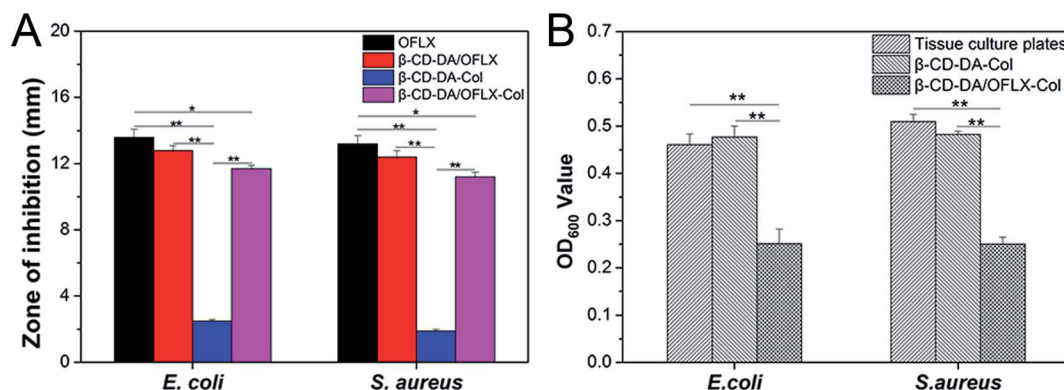 A
Zone of inhibition (mm)
20
16
12
8
4
0
OFLX
β-CD-DA/OFLX
β-CD-DA-Col
β-CD-DA/OFLX-Col
*
**
**
**
*
**
**
**
E. coli
S. aureus
B
OD600 Value
0.7
0.6
0.5
0.4
0.3
0.2
0.1
0.0
Tissue culture plates
β-CD-DA-Col
β-CD-DA/OFLX-Col
**
**
**
**
E.coli
S.aureus